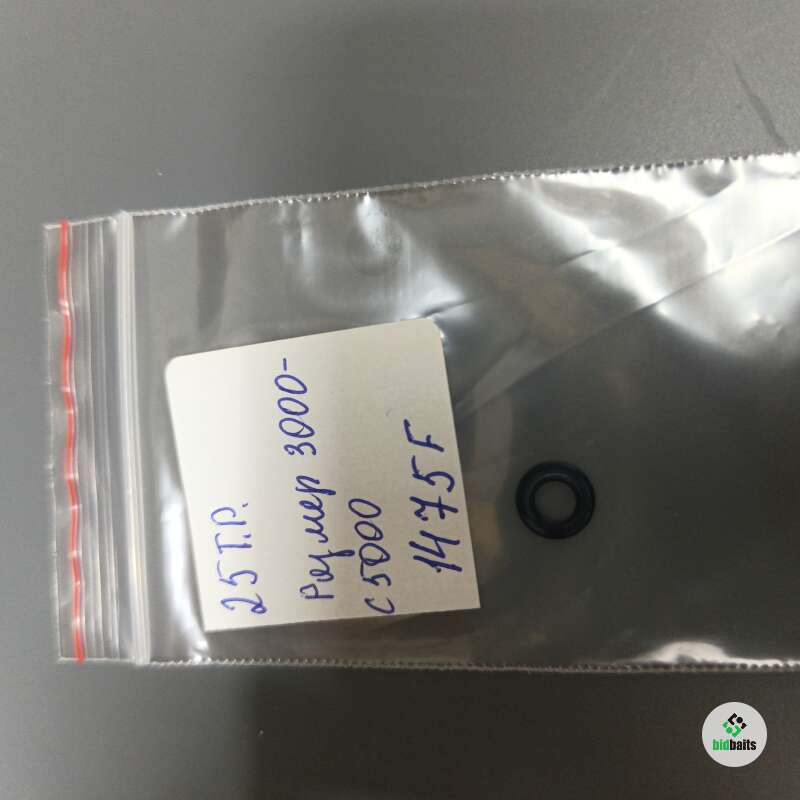 25 Т.Р.
Размер 3000-
С5000
1475F
bidbaits